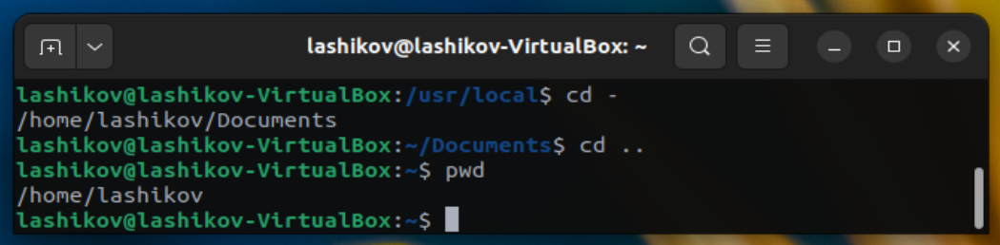 lashikov@lashikov-VirtualBox: ~
lashikov@lashikov-VirtualBox:/usr/local$ cd -
/home/lashikov/Documents
lashikov@lashikov-VirtualBox:~/Documents$ cd ..
lashikov@lashikov-VirtualBox:~$ pwd
/home/lashikov
lashikov@lashikov-VirtualBox:~$